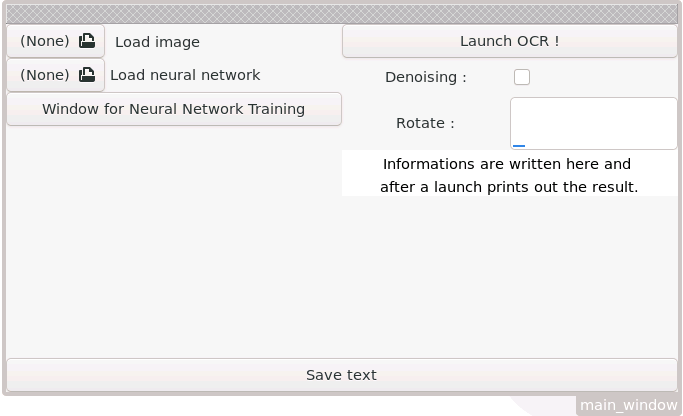 (None) Load image
(None) Load neural network
Window for Neural Network Training
Launch OCR !
Denoising :
Rotate :
Informations are written here and
after a launch prints out the result.
Save text
main_window